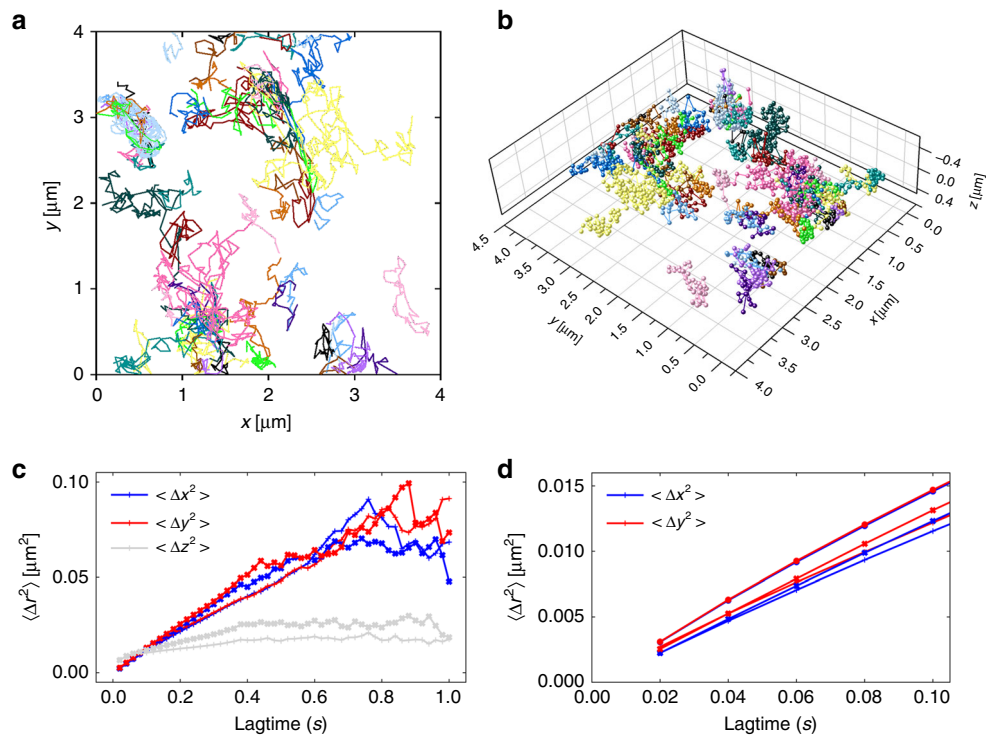 a
4
3
2
1
0
y [μm]
0 1 2 3 4
x [μm]
b
−0.4
0.0
0.4
z [μm]
4.5
4.0
3.5
3.0
2.5
2.0
1.5
1.0
0.5
0.0
y [μm]
0.0
0.5
1.0
1.5
2.0
2.5
3.0
3.5
4.0
x [μm]
c
0.10
0.05
0.00
⟨Δr²⟩ [μm²]
< Δx² >
< Δy² >
< Δz² >
0.0 0.2 0.4 0.6 0.8 1.0
Lagtime (s)
d
0.015
0.010
0.005
0.000
⟨Δr²⟩ [μm²]
< Δx² >
< Δy² >
0.00 0.02 0.04 0.06 0.08 0.10
Lagtime (s)